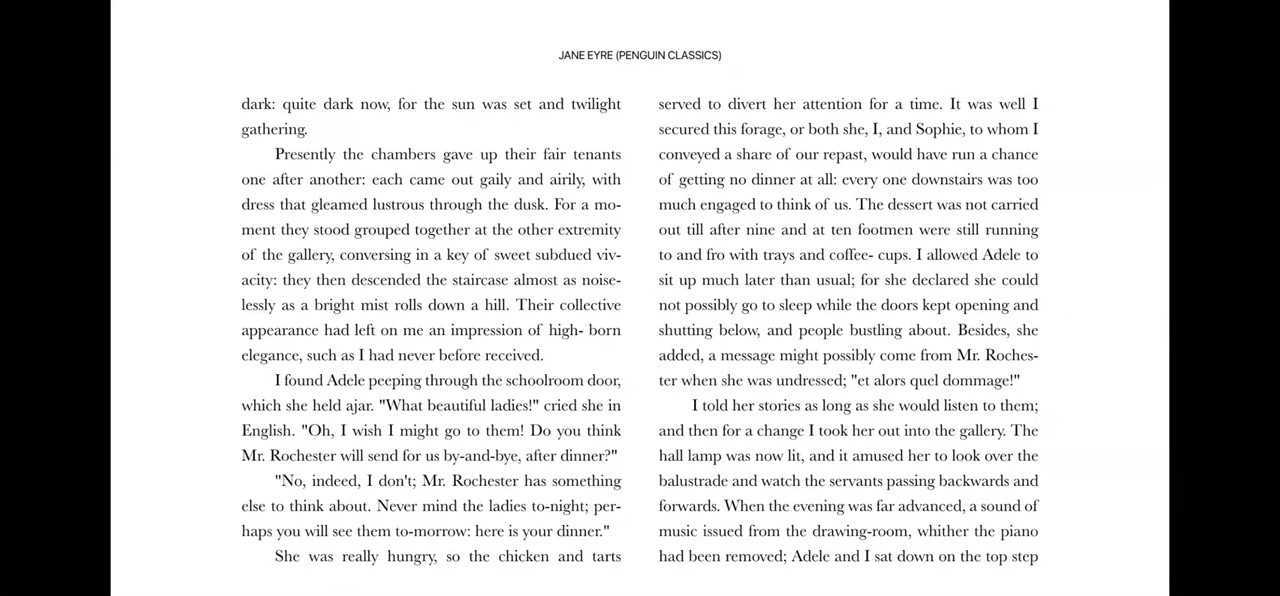 JANE EYRE (PENGUIN CLASSICS)
dark: quite dark now, for the sun was set and twilight
gathering.
Presently the chambers gave up their fair tenants
one after another: each came out gaily and airily, with
dress that gleamed lustrous through the dusk. For a mo-
ment they stood grouped together at the other extremity
of the gallery, conversing in a key of sweet subdued viv-
acity: they then descended the staircase almost as noise-
lessly as a bright mist rolls down a hill. Their collective
appearance had left on me an impression of high- born
elegance, such as I had never before received.
I found Adele peeping through the schoolroom door,
which she held ajar. "What beautiful ladies!" cried she in
English. "Oh, I wish I might go to them! Do you think
Mr. Rochester will send for us by-and-bye, after dinner?"
"No, indeed, I don't; Mr. Rochester has something
else to think about. Never mind the ladies to-night; per-
haps you will see them to-morrow: here is your dinner."
She was really hungry, so the chicken and tarts
served to divert her attention for a time. It was well I
secured this forage, or both she, I, and Sophie, to whom I
conveyed a share of our repast, would have run a chance
of getting no dinner at all: every one downstairs was too
much engaged to think of us. The dessert was not carried
out till after nine and at ten footmen were still running
to and fro with trays and coffee- cups. I allowed Adele to
sit up much later than usual; for she declared she could
not possibly go to sleep while the doors kept opening and
shutting below, and people bustling about. Besides, she
added, a message might possibly come from Mr. Roches-
ter when she was undressed; "et alors quel dommage!"
I told her stories as long as she would listen to them;
and then for a change I took her out into the gallery. The
hall lamp was now lit, and it amused her to look over the
balustrade and watch the servants passing backwards and
forwards. When the evening was far advanced, a sound of
music issued from the drawing-room, whither the piano
had been removed; Adele and I sat down on the top step